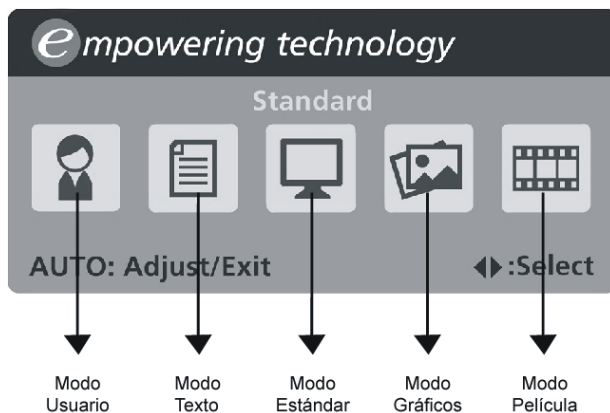 empowering technology
Standard
AUTO: Adjust/Exit
:Select
Modo Modo Modo Modo Modo
Usuario Texto Estándar Gráficos Película